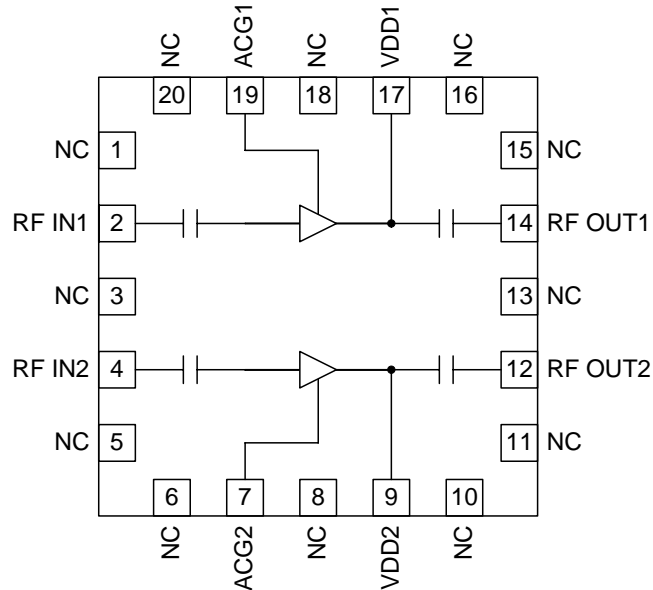 NC
ACG1
NC
VDD1
NC
20
19
18
17
16
NC 1
15 NC
RF IN1 2
14 RF OUT1
NC 3
13 NC
RF IN2 4
12 RF OUT2
NC 5
11 NC
6
7
8
9
10
NC
ACG2
NC
VDD2
NC